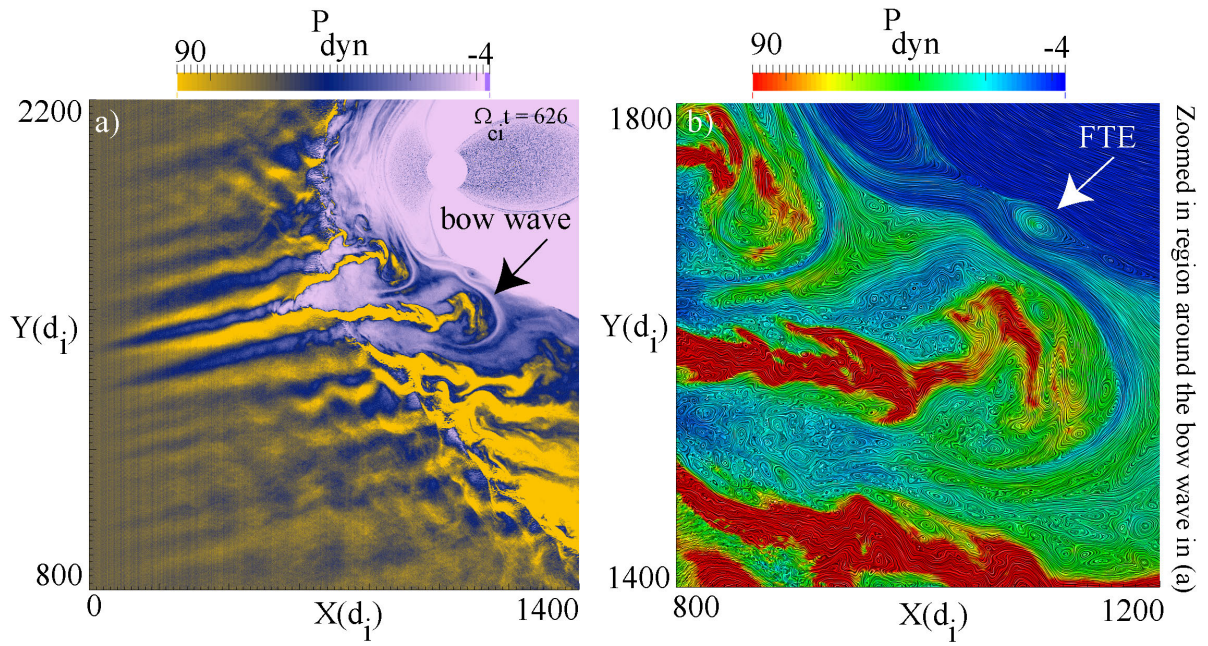 P
dyn
90
-4
2200
a)
Ω t = 626
ci
bow wave
Y(d
i
)
800
0
1400
X(d
i
)
P
dyn
90
-4
1800
b)
FTE
Y(d
i
)
1400
800
1200
X(d
i
)
Zoomed in region around the bow wave in (a)